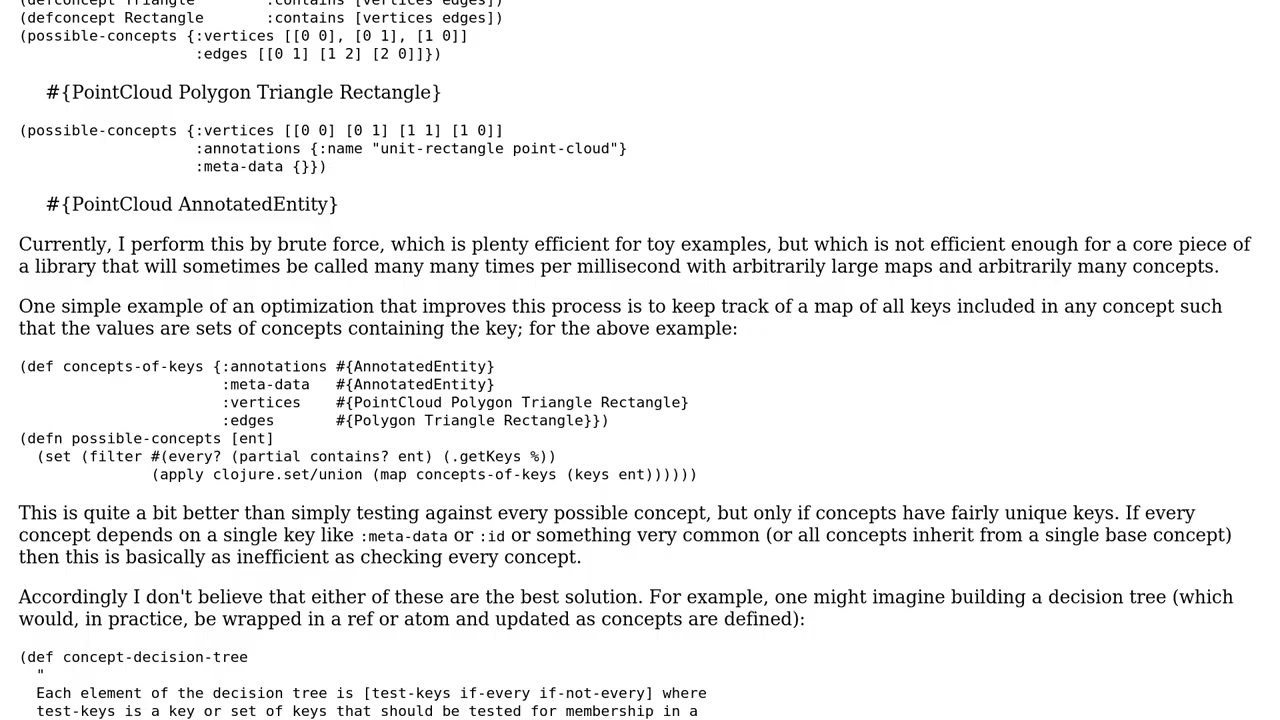 (defconcept Triangle        :contains [vertices edges])
(defconcept Rectangle       :contains [vertices edges])
(possible-concepts {:vertices [[0 0], [0 1], [1 0]]
                    :edges [[0 1] [1 2] [2 0]]})
#{PointCloud Polygon Triangle Rectangle}
(possible-concepts {:vertices [[0 0] [0 1] [1 1] [1 0]]
                    :annotations {:name "unit-rectangle point-cloud"}
                    :meta-data {}})
#{PointCloud AnnotatedEntity}
Currently, I perform this by brute force, which is plenty efficient for toy examples, but which is not efficient enough for a core piece of
a library that will sometimes be called many many times per millisecond with arbitrarily large maps and arbitrarily many concepts.
One simple example of an optimization that improves this process is to keep track of a map of all keys included in any concept such
that the values are sets of concepts containing the key; for the above example:
(def concepts-of-keys {:annotations #{AnnotatedEntity}
                       :meta-data   #{AnnotatedEntity}
                       :vertices    #{PointCloud Polygon Triangle Rectangle}
                       :edges       #{Polygon Triangle Rectangle}})
(defn possible-concepts [ent]
  (set (filter #(every? (partial contains? ent) (.getKeys %))
               (apply clojure.set/union (map concepts-of-keys (keys ent))))))
This is quite a bit better than simply testing against every possible concept, but only if concepts have fairly unique keys. If every
concept depends on a single key like :meta-data or :id or something very common (or all concepts inherit from a single base concept)
then this is basically as inefficient as checking every concept.
Accordingly I don't believe that either of these are the best solution. For example, one might imagine building a decision tree (which
would, in practice, be wrapped in a ref or atom and updated as concepts are defined):
(def concept-decision-tree
  "
  Each element of the decision tree is [test-keys if-every if-not-every] where
  test-keys is a key or set of keys that should be tested for membership in a